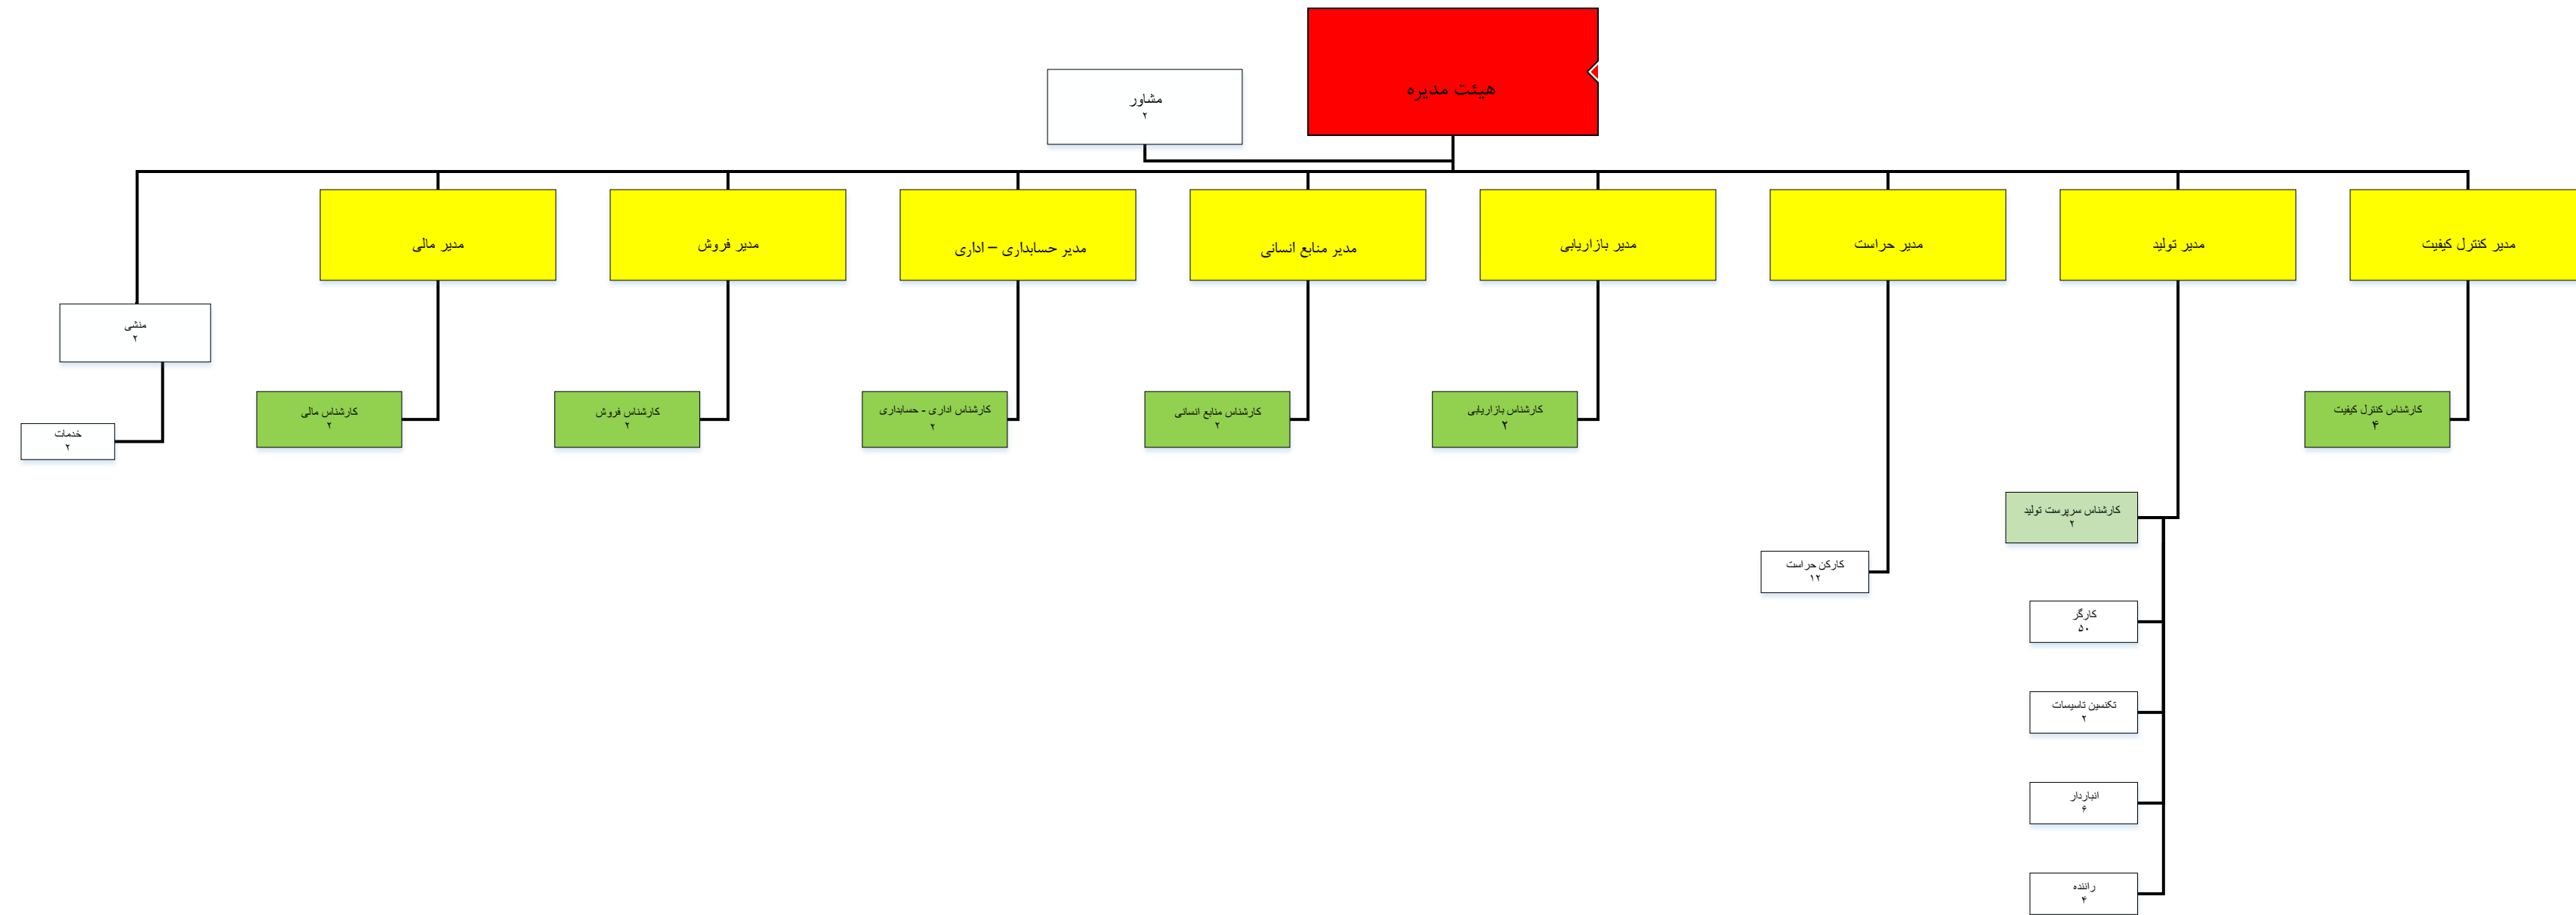 هیئت مدیره
مشاور
۲
مدیر کنترل کیفیت
مدیر تولید
مدیر حراست
مدیر بازاریابی
مدیر منابع انسانی
مدیر حسابداری – اداری
مدیر فروش
مدیر مالی
منشی
۲
کارشناس کنترل کیفیت
۴
کارشناس بازاریابی
۲
کارشناس منابع انسانی
۲
کارشناس اداری - حسابداری
۲
کارشناس فروش
۲
کارشناس مالی
۲
خدمات
۲
کارشناس سرپرست تولید
۲
کارکن حراست
۱۲
کارگر
۵۰
تکنسین تاسیسات
۲
انباردار
۶
راننده
۴